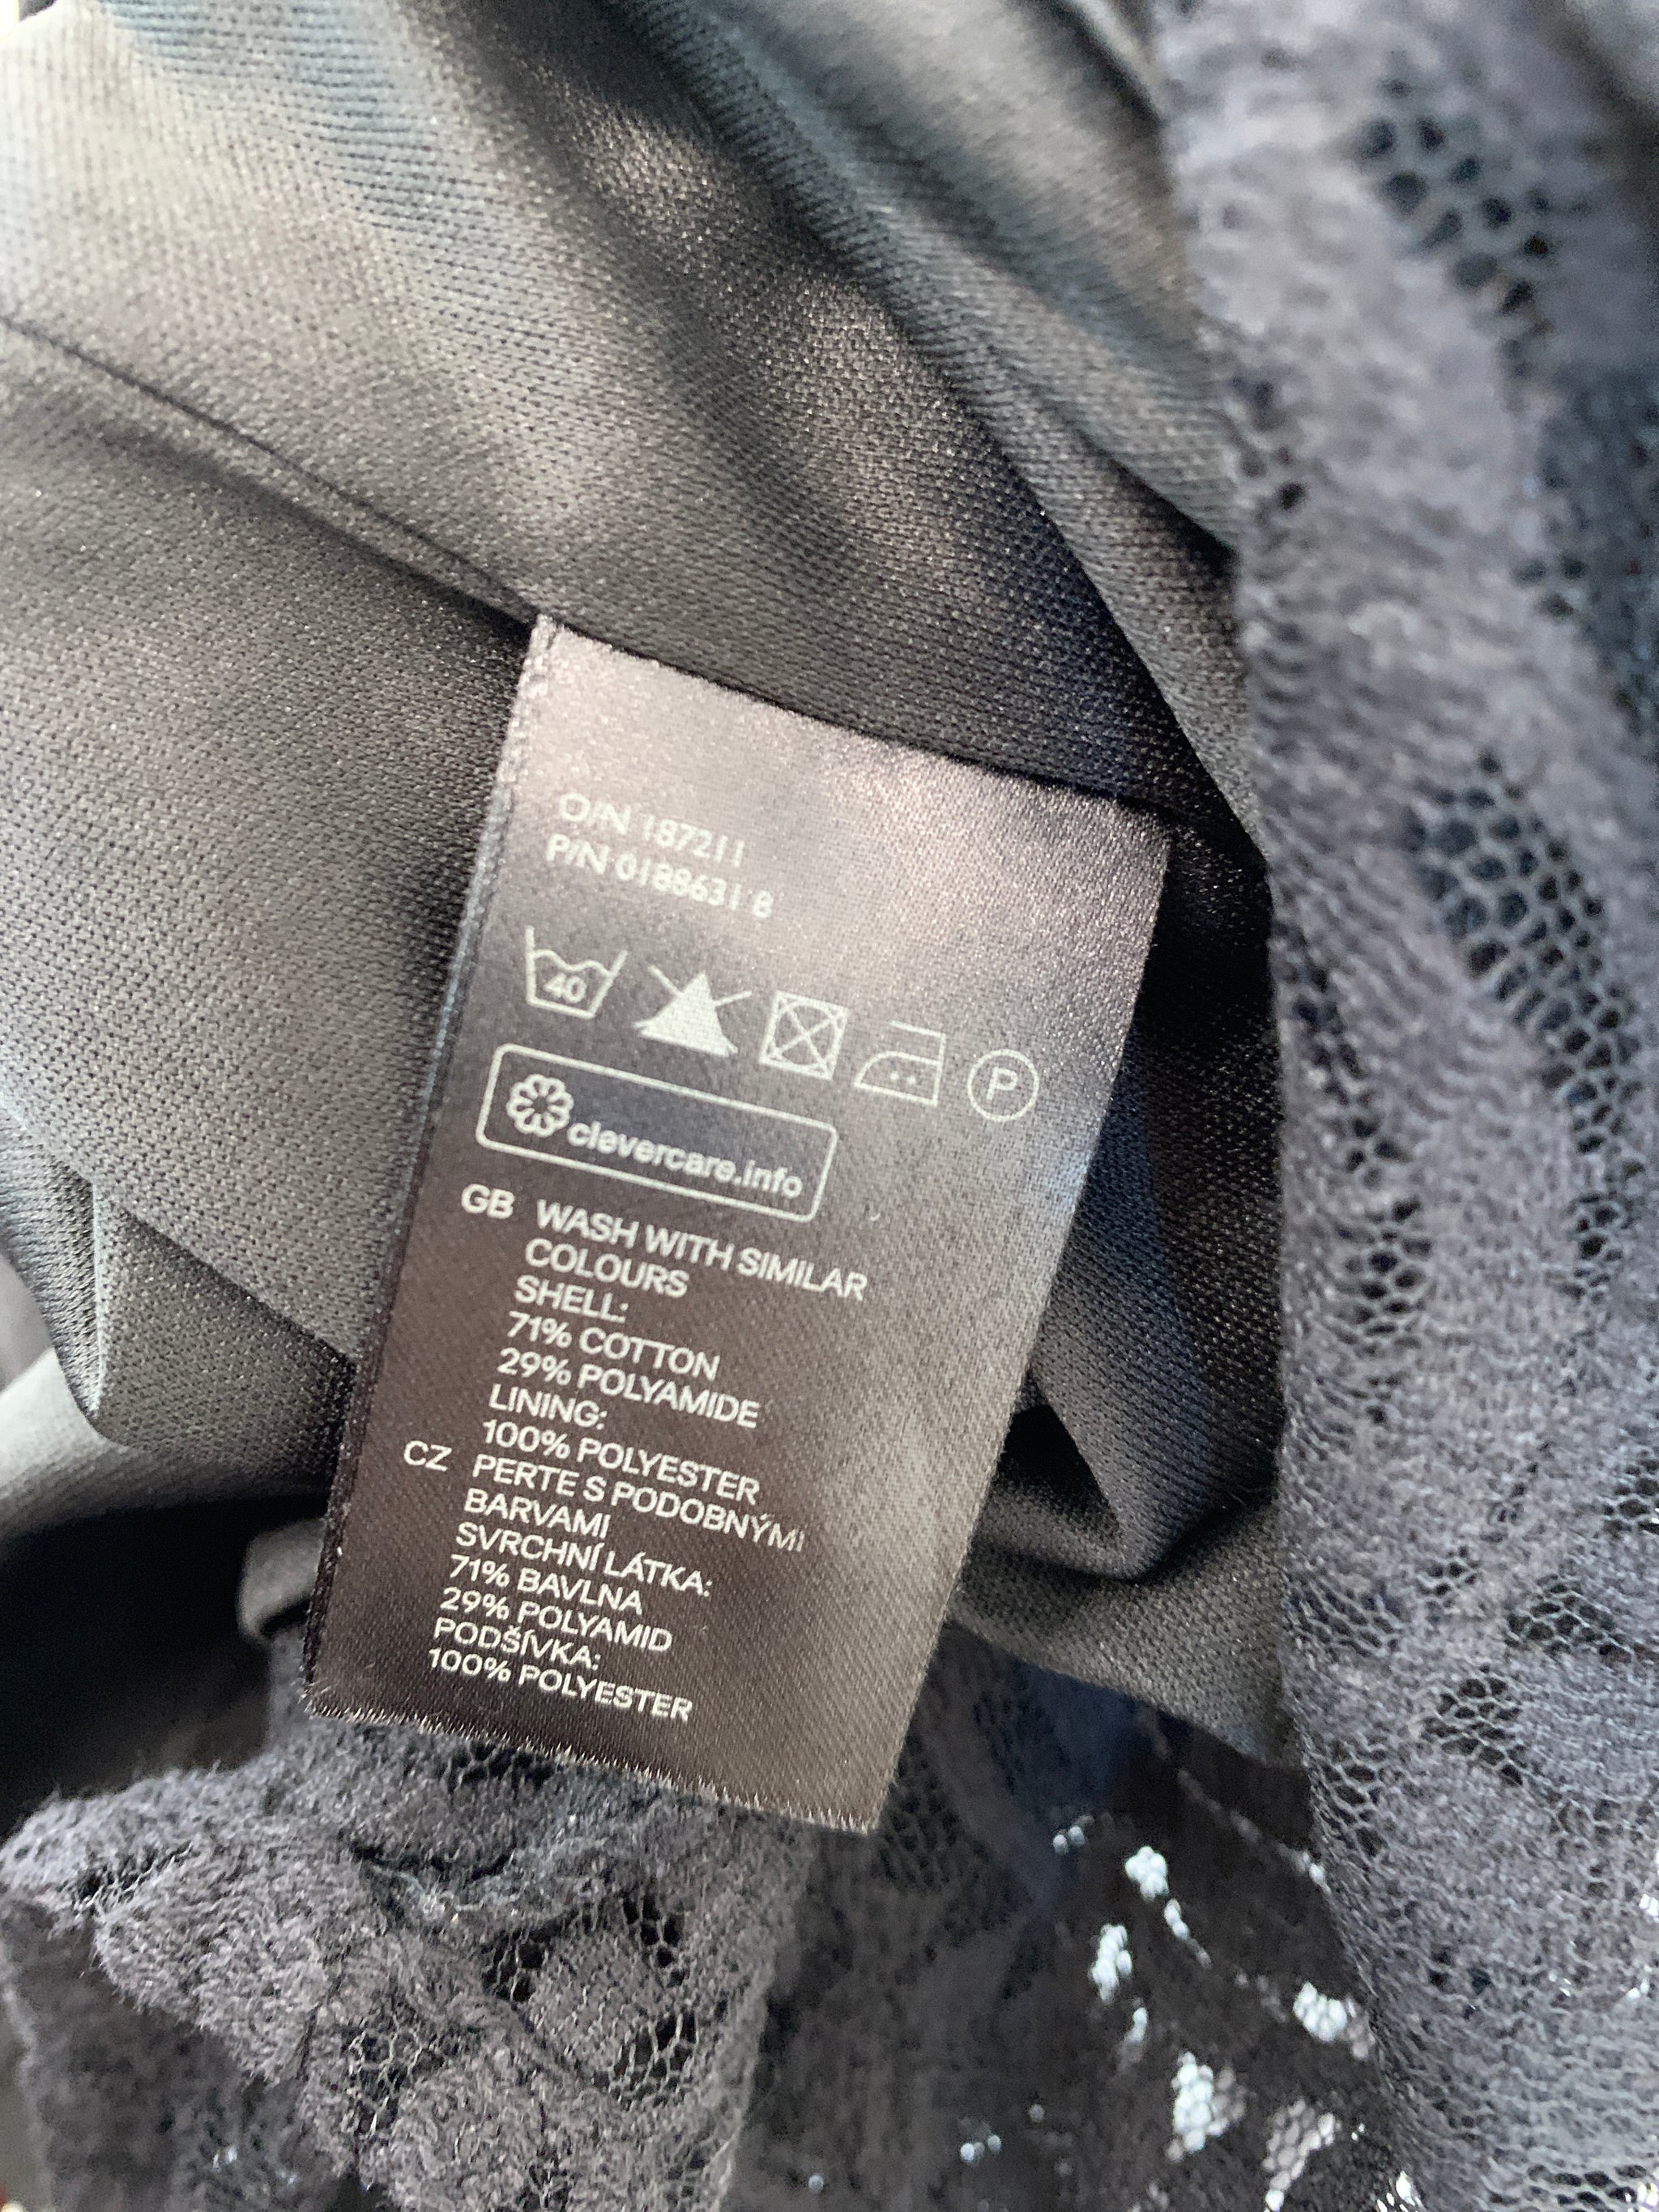 O/N 187211
P/N 0188631 8
40
P
clevercare.info
GB WASH WITH SIMILAR
COLOURS
SHELL:
71% COTTON
29% POLYAMIDE
LINING:
100% POLYESTER
CZ PERTE S PODOBNÝMI
BARVAMI
SVRCHNÍ LÁTKA:
71% BAVLNA
29% POLYAMID
PODŠÍVKA:
100% POLYESTER